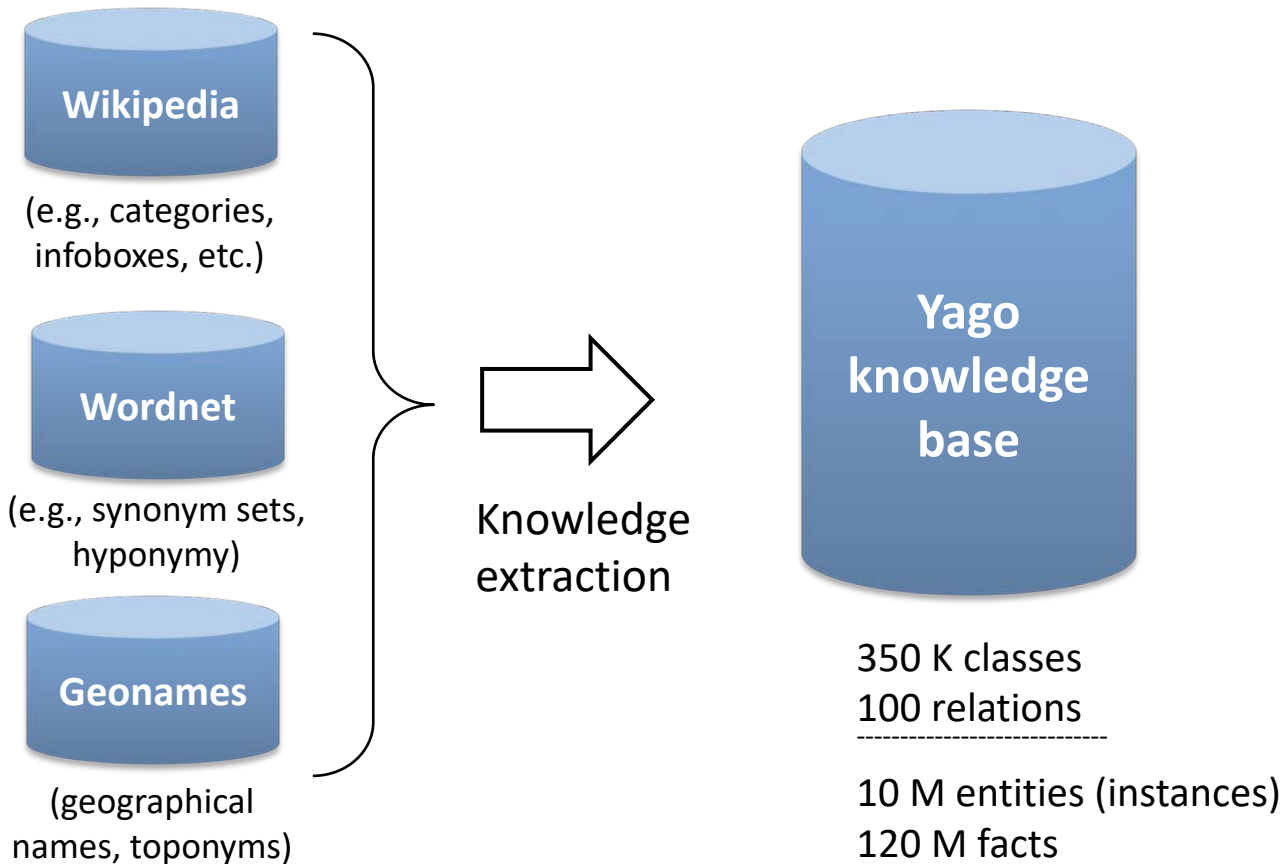 Wikipedia
(e.g., categories,
infoboxes, etc.)
Wordnet
(e.g., synonym sets,
hyponymy)
Geonames
(geographical
names, toponyms)
Knowledge
extraction
Yago
knowledge
base
350 K classes
100 relations
----------------------------
10 M entities (instances)
120 M facts